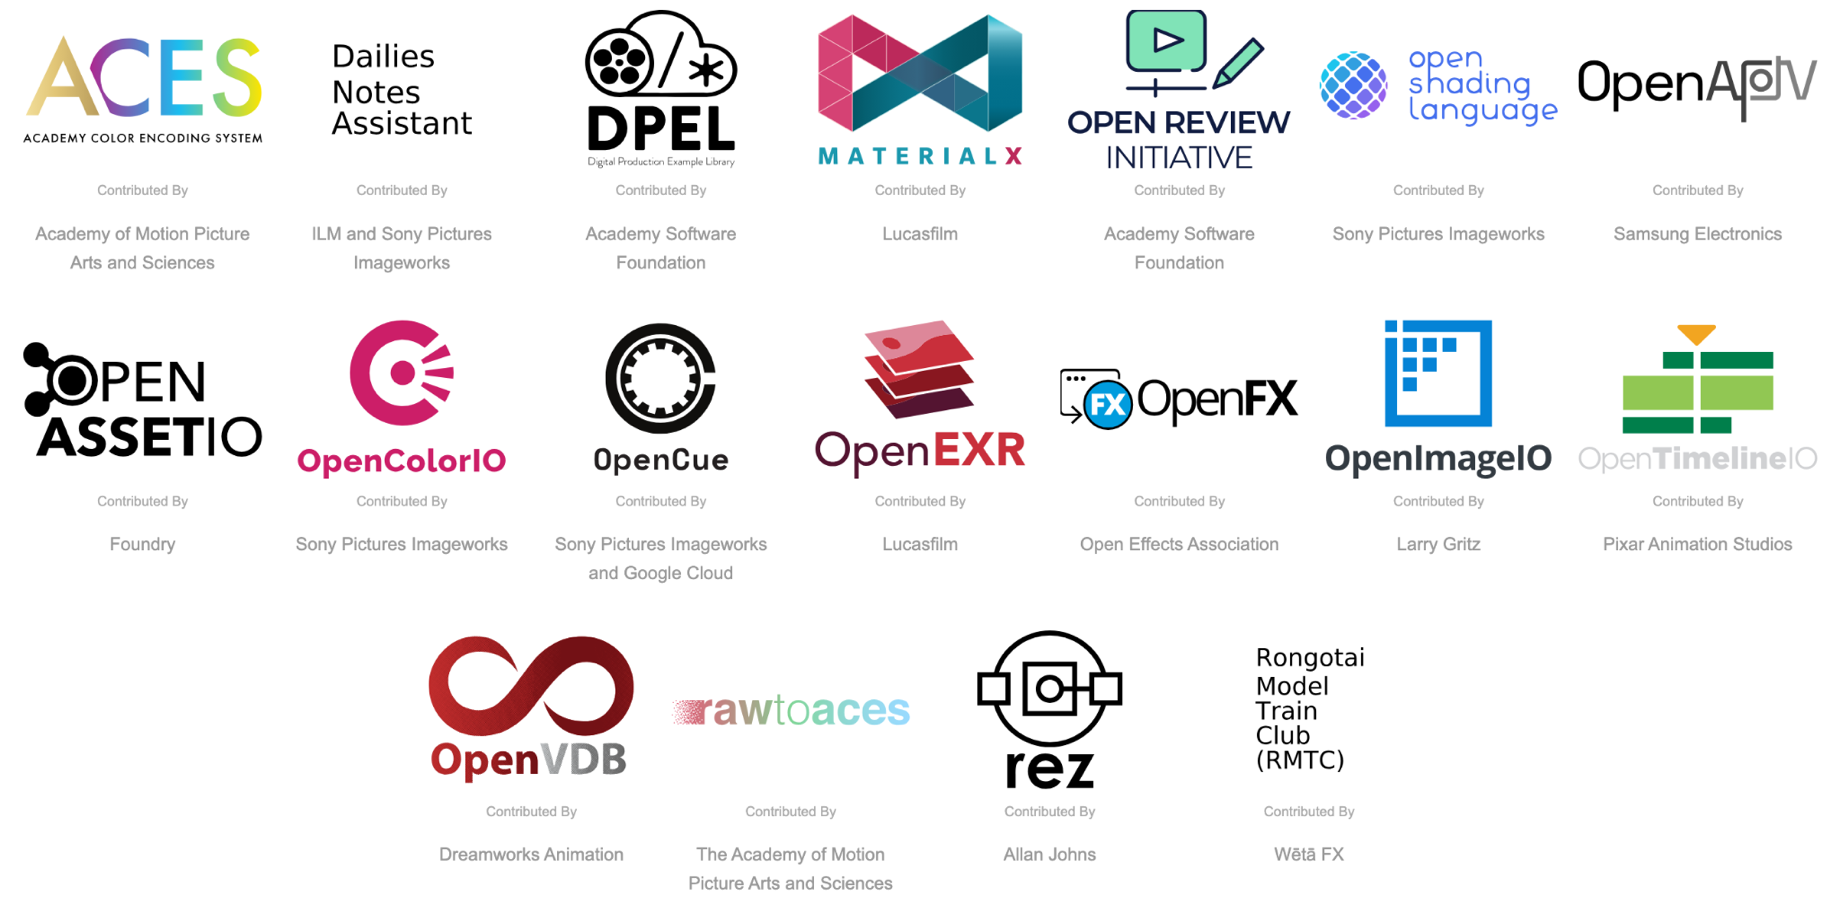 ACES
ACADEMY COLOR ENCODING SYSTEM
Contributed By
Academy of Motion Picture
Arts and Sciences
Dailies
Notes
Assistant
Contributed By
ILM and Sony Pictures
Imageworks
DPEL
Digital Production Example Library
Contributed By
Academy Software
Foundation
MATERIALX
Contributed By
Lucasfilm
OPEN REVIEW
INITIATIVE
Contributed By
Academy Software
Foundation
open
shading
language
Contributed By
Sony Pictures Imageworks
OpenAPV
Contributed By
Samsung Electronics
OPEN
ASSETIO
Contributed By
Foundry
OpenColorIO
Contributed By
Sony Pictures Imageworks
OpenCue
Contributed By
Sony Pictures Imageworks
and Google Cloud
OpenEXR
Contributed By
Lucasfilm
FX OpenFX
Contributed By
Open Effects Association
OpenImageIO
Contributed By
Larry Gritz
OpenTimelineIO
Contributed By
Pixar Animation Studios
OpenVDB
Contributed By
Dreamworks Animation
rawtoaces
Contributed By
The Academy of Motion
Picture Arts and Sciences
rez
Contributed By
Allan Johns
Rongotai
Model
Train
Club
(RMTC)
Contributed By
Wētā FX